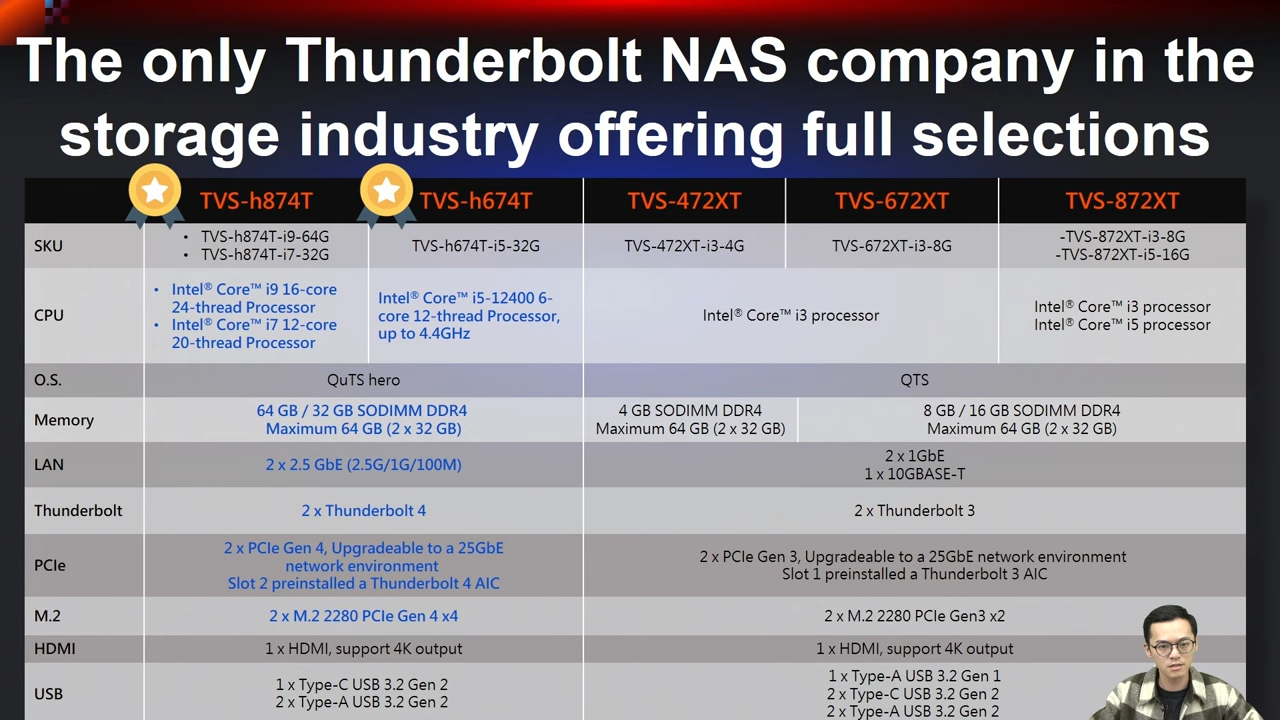 The only Thunderbolt NAS company in the
storage industry offering full selections
TVS-h874T
TVS-h674T
TVS-472XT
TVS-672XT
TVS-872XT
SKU
• TVS-h874T-i9-64G
• TVS-h874T-i7-32G
TVS-h674T-i5-32G
TVS-472XT-i3-4G
TVS-672XT-i3-8G
-TVS-872XT-i3-8G
-TVS-872XT-i5-16G
CPU
• Intel® Core™ i9 16-core
24-thread Processor
• Intel® Core™ i7 12-core
20-thread Processor
Intel® Core™ i5-12400 6-
core 12-thread Processor,
up to 4.4GHz
Intel® Core™ i3 processor
Intel® Core™ i3 processor
Intel® Core™ i5 processor
O.S.
QuTS hero
QTS
Memory
64 GB / 32 GB SODIMM DDR4
Maximum 64 GB (2 x 32 GB)
4 GB SODIMM DDR4
Maximum 64 GB (2 x 32 GB)
8 GB / 16 GB SODIMM DDR4
Maximum 64 GB (2 x 32 GB)
LAN
2 x 2.5 GbE (2.5G/1G/100M)
2 x 1GbE
1 x 10GBASE-T
Thunderbolt
2 x Thunderbolt 4
2 x Thunderbolt 3
PCIe
2 x PCIe Gen 4, Upgradeable to a 25GbE
network environment
Slot 2 preinstalled a Thunderbolt 4 AIC
2 x PCIe Gen 3, Upgradeable to a 25GbE network environment
Slot 1 preinstalled a Thunderbolt 3 AIC
M.2
2 x M.2 2280 PCIe Gen 4 x4
2 x M.2 2280 PCIe Gen3 x2
HDMI
1 x HDMI, support 4K output
1 x HDMI, support 4K output
USB
1 x Type-C USB 3.2 Gen 2
2 x Type-A USB 3.2 Gen 2
1 x Type-A USB 3.2 Gen 1
2 x Type-C USB 3.2 Gen 2
2 x Type-A USB 3.2 Gen 2